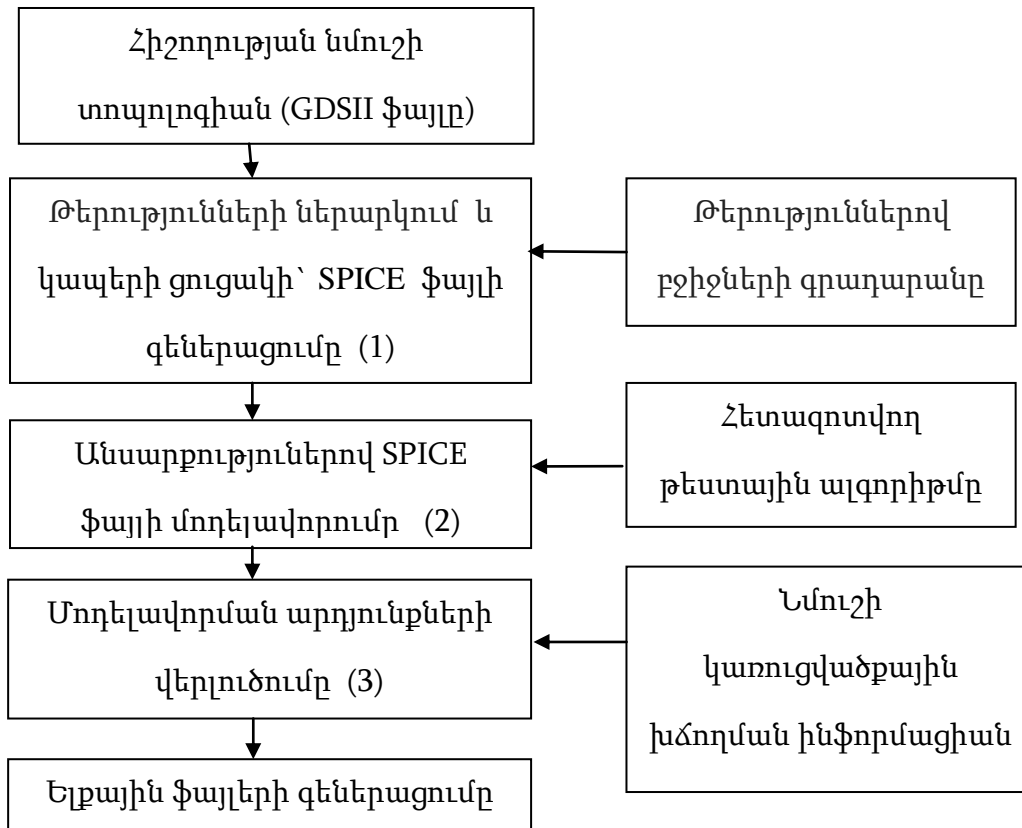 Հիշողության նմուշի
տոպոլոգիան (GDSII ֆայլը)
Թերությունների ներարկում և
կապերի ցուցակի՝ SPICE ֆայլի
գեներացումը (1)
Թերություններով
բջիջների գրադարանը
Անսարքություներով SPICE
ֆայլի մոդելավորումը (2)
Հետազոտվող
թեստային ալգորիթմը
Մոդելավորման արդյունքների
վերլուծումը (3)
Նմուշի
կառուցվածքային
խճողման ինֆորմացիան
Ելքային ֆայլերի գեներացումը